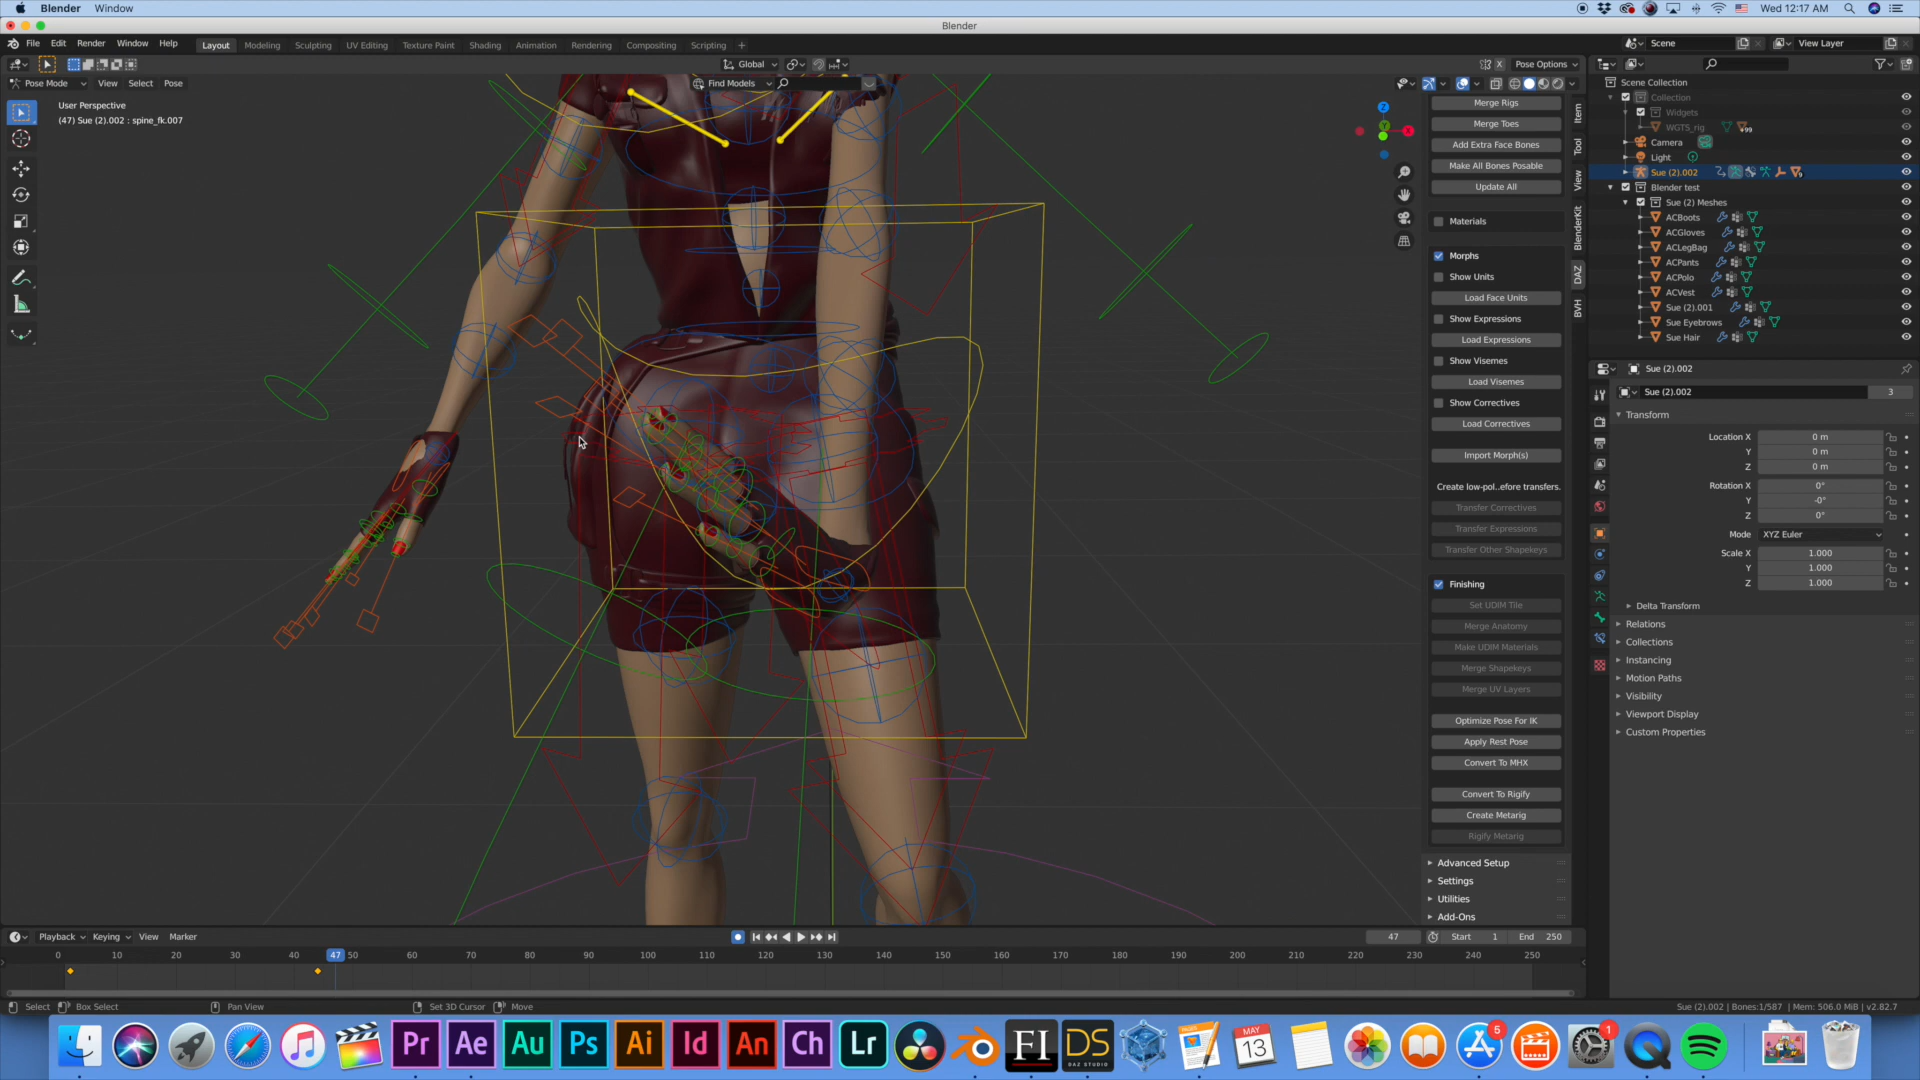 Blender Window
Wed 12:17 AM
Blender
File Edit Render Window Help
Layout Modeling Sculpting UV Editing Texture Paint Shading Animation Rendering Compositing Scripting +
Scene
View Layer
Global
Pose Options
Pose Mode View Select Pose
Find Models
User Perspective
(47) Sue (2).002 : spine_fk.007
Merge Rigs
Merge Toes
Add Extra Face Bones
Make All Bones Posable
Update All
Materials
Morphs
Show Units
Load Face Units
Show Expressions
Load Expressions
Show Visemes
Load Visemes
Show Correctives
Load Correctives
Import Morph(s)
Create low-pol..efore transfers.
Transfer Correctives
Transfer Expressions
Transfer Other Shapekeys
Finishing
Set UDIM Tile
Merge Anatomy
Make UDIM Materials
Merge Shapekeys
Merge UV Layers
Optimize Pose For IK
Apply Rest Pose
Convert To MHX
Convert To Rigify
Create Metarig
Rigify Metarig
Advanced Setup
Settings
Utilities
Add-Ons
Item
Tool
View
BlenderKit
DAZ
BVH
Z
Y
X
Scene Collection
Collection
Widgets
WGTS_rig
99
Camera
Light
Sue (2).002
9
Blender test
Sue (2) Meshes
ACBoots
ACGloves
ACLegBag
ACPants
ACPolo
ACVest
Sue (2).001
Sue Eyebrows
Sue Hair
Sue (2).002
Sue (2).002 3
Transform
Location X 0 m
Y 0 m
Z 0 m
Rotation X 0°
Y -0°
Z 0°
Mode XYZ Euler
Scale X 1.000
Y 1.000
Z 1.000
Delta Transform
Relations
Collections
Instancing
Motion Paths
Visibility
Viewport Display
Custom Properties
Playback Keying View Marker
47 Start 1 End 250
0 10 20 30 47 50 60 70 80 90 100 110 120 130 140 150 160 170 180 190 200 210 220 230 240 250
Select Box Select Pan View Set 3D Cursor Move
Sue (2).002 | Bones:1/587 | Mem: 506.0 MiB | v2.82.7
Pr Ae Au Ps Ai Id An Ch Lr FI DS
DAZ STUDIO
PAGES
MAY
13
5
1